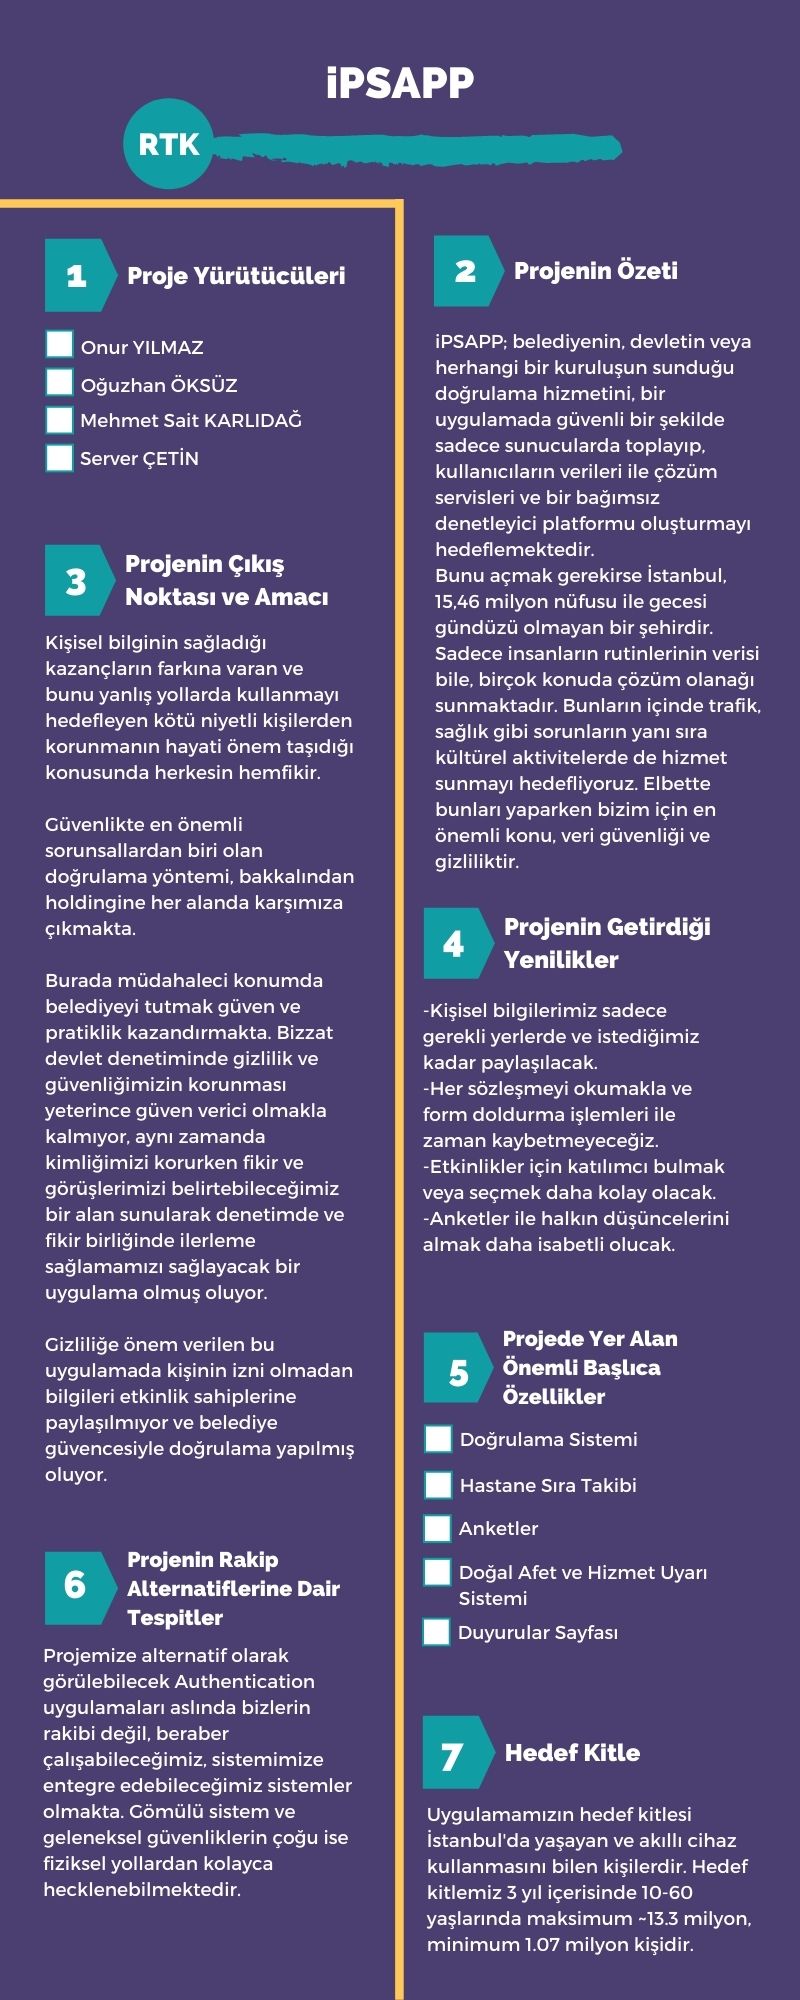 iPSAPP
RTK
1
Proje Yürütücüleri
Onur YILMAZ
Oğuzhan ÖKSÜZ
Mehmet Sait KARLIDAĞ
Server ÇETİN
2
Projenin Özeti
iPSAPP; belediyenin, devletin veya
herhangi bir kuruluşun sunduğu
doğrulama hizmetini, bir
uygulamada güvenli bir şekilde
sadece sunucularda toplayıp,
kullanıcıların verileri ile çözüm
servisleri ve bir bağımsız
denetleyici platformu oluşturmayı
hedeflemektedir.
Bunu açmak gerekirse İstanbul,
15,46 milyon nüfusu ile gecesi
gündüzü olmayan bir şehirdir.
Sadece insanların rutinlerinin verisi
bile, birçok konuda çözüm olanağı
sunmaktadır. Bunların içinde trafik,
sağlık gibi sorunların yanı sıra
kültürel aktivitelerde de hizmet
sunmayı hedefliyoruz. Elbette
bunları yaparken bizim için en
önemli konu, veri güvenliği ve
gizliliktir.
3
Projenin Çıkış
Noktası ve Amacı
Kişisel bilginin sağladığı
kazançların farkına varan ve
bunu yanlış yollarda kullanmayı
hedefleyen kötü niyetli kişilerden
korunmanın hayati önem taşıdığı
konusunda herkesin hemfikir.
Güvenlikte en önemli
sorunsallardan biri olan
doğrulama yöntemi, bakkalından
holdingine her alanda karşımıza
çıkmakta.
Burada müdahaleci konumda
belediyeyi tutmak güven ve
pratiklik kazandırmakta. Bizzat
devlet denetiminde gizlilik ve
güvenliğimizin korunması
yeterince güven verici olmakla
kalmıyor, aynı zamanda
kimliğimizi korurken fikir ve
görüşlerimizi belirtebileceğimiz
bir alan sunularak denetimde ve
fikir birliğinde ilerleme
sağlamamızı sağlayacak bir
uygulama olmuş oluyor.
Gizliliğe önem verilen bu
uygulamada kişinin izni olmadan
bilgileri etkinlik sahiplerine
paylaşılmıyor ve belediye
güvencesiyle doğrulama yapılmış
oluyor.
4
Projenin Getirdiği
Yenilikler
-Kişisel bilgilerimiz sadece
gerekli yerlerde ve istediğimiz
kadar paylaşılacak.
-Her sözleşmeyi okumakla ve
form doldurma işlemleri ile
zaman kaybetmeyeceğiz.
-Etkinlikler için katılımcı bulmak
veya seçmek daha kolay olacak.
-Anketler ile halkın düşüncelerini
almak daha isabetli olucak.
5
Projede Yer Alan
Önemli Başlıca
Özellikler
Doğrulama Sistemi
Hastane Sıra Takibi
Anketler
Doğal Afet ve Hizmet Uyarı
Sistemi
Duyurular Sayfası
6
Projenin Rakip
Alternatiflerine Dair
Tespitler
Projemize alternatif olarak
görülebilecek Authentication
uygulamaları aslında bizlerin
rakibi değil, beraber
çalışabileceğimiz, sistemimize
entegre edebileceğimiz sistemler
olmakta. Gömülü sistem ve
geleneksel güvenliklerin çoğu ise
fiziksel yollardan kolayca
hecklenebilmektedir.
7
Hedef Kitle
Uygulamamızın hedef kitlesi
İstanbul'da yaşayan ve akıllı cihaz
kullanmasını bilen kişilerdir. Hedef
kitlemiz 3 yıl içerisinde 10-60
yaşlarında maksimum ~13.3 milyon,
minimum 1.07 milyon kişidir.